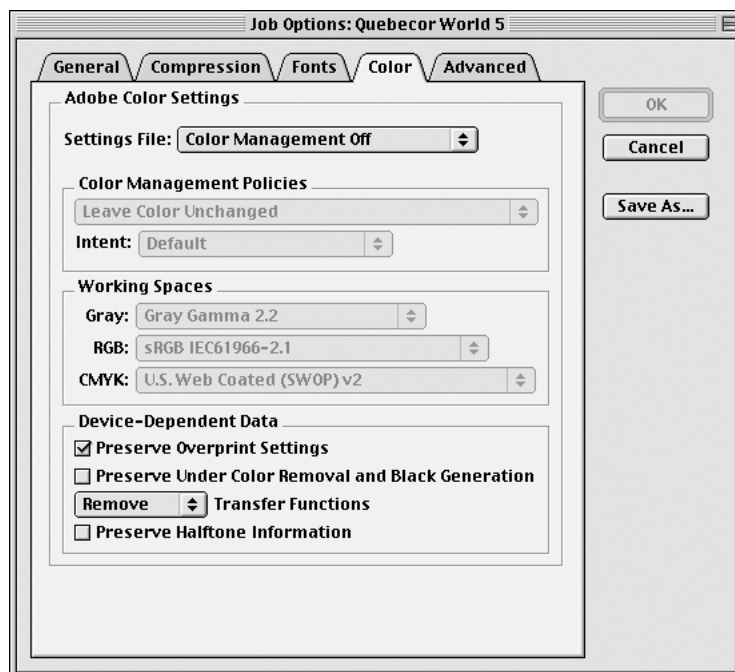 Job Options: Quebecor World 5
General Compression Fonts Color Advanced
Adobe Color Settings
OK
Settings File: Color Management Off
Cancel
Color Management Policies
Leave Color Unchanged
Save As...
Intent: Default
Working Spaces
Gray: Gray Gamma 2.2
RGB: sRGB IEC61966-2.1
CMYK: U.S. Web Coated (SWOP) v2
Device-Dependent Data
Preserve Overprint Settings
Preserve Under Color Removal and Black Generation
Remove Transfer Functions
Preserve Halftone Information